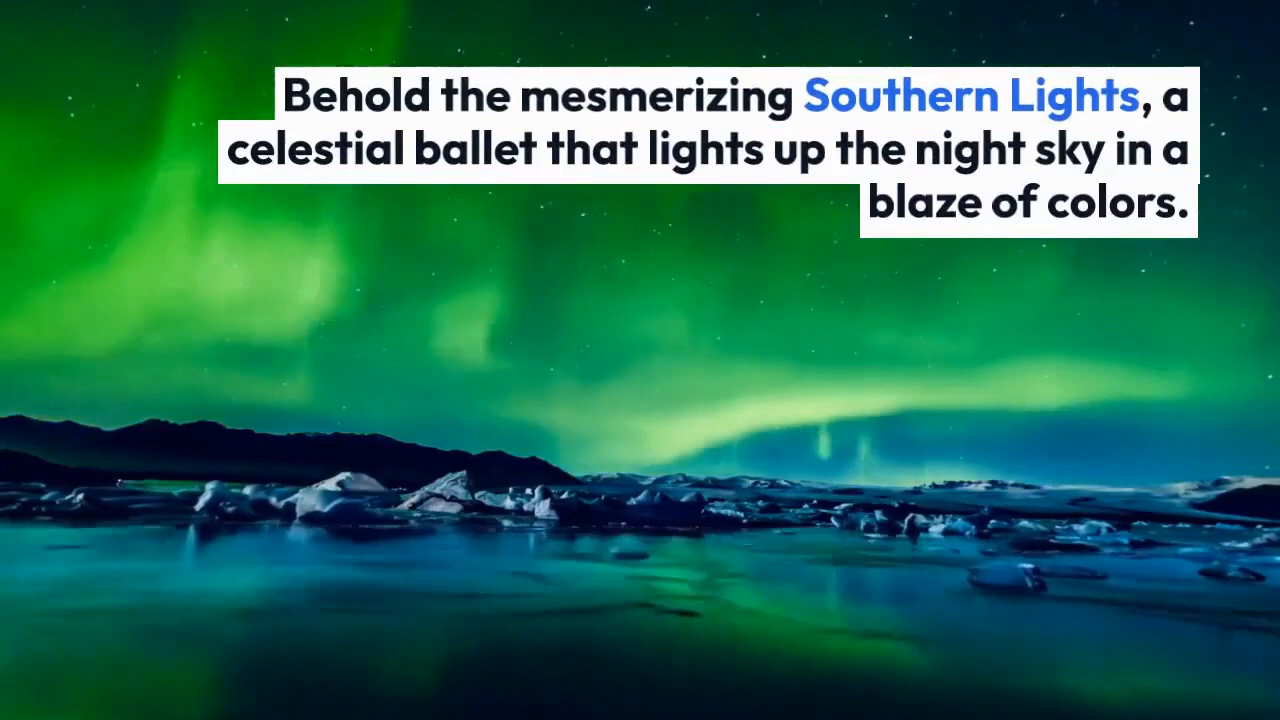 Behold the mesmerizing Southern Lights, a
celestial ballet that lights up the night sky in a
blaze of colors.